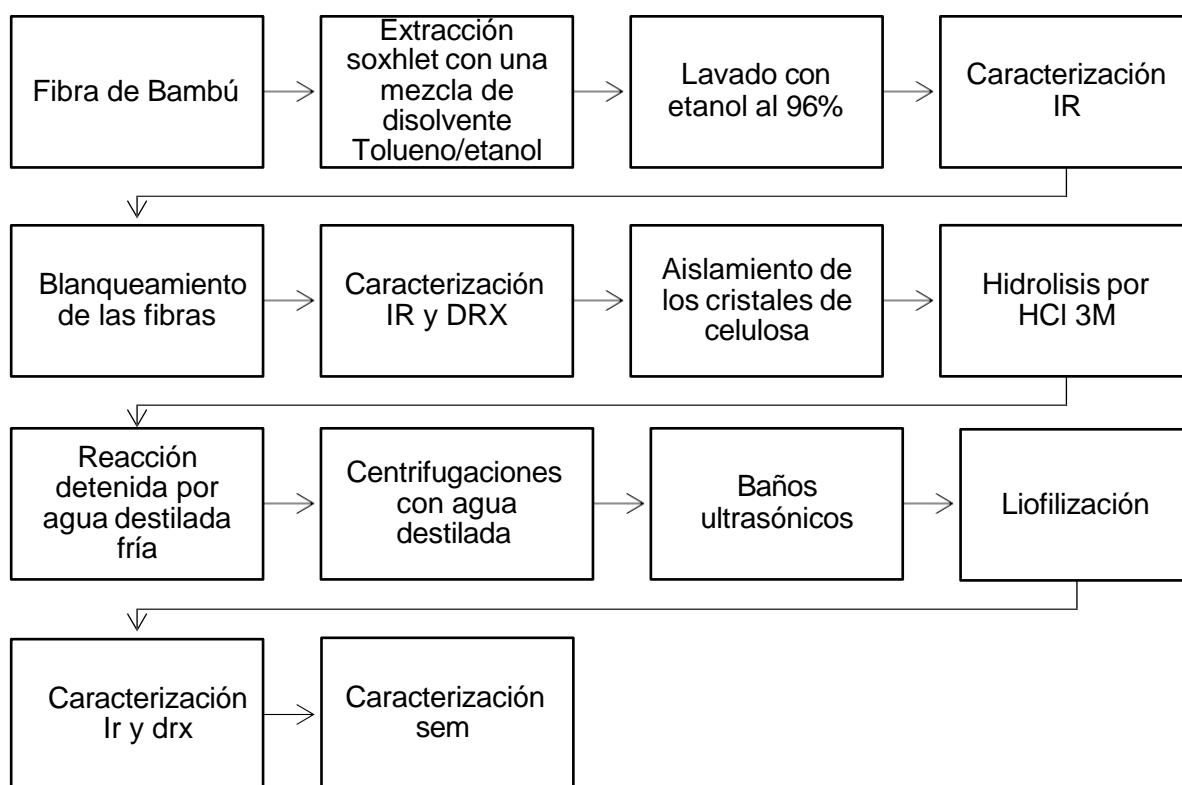 Fibra de Bambú
Extracción
soxhlet con una
mezcla de
disolvente
Tolueno/etanol
Lavado con
etanol al 96%
Caracterización
IR
Blanqueamiento
de las fibras
Caracterización
IR y DRX
Aislamiento de
los cristales de
celulosa
Hidrolisis por
HCl 3M
Reacción
detenida por
agua destilada
fría
Centrifugaciones
con agua
destilada
Baños
ultrasónicos
Liofilización
Caracterización
Ir y drx
Caracterización
sem